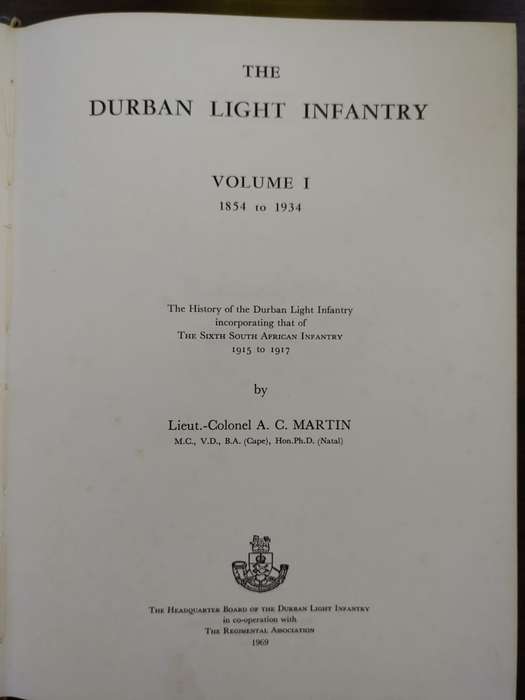 THE
DURBAN LIGHT INFANTRY
VOLUME I
1854 to 1934
The History of the Durban Light Infantry
incorporating that of
THE SIXTH SOUTH AFRICAN INFANTRY
1915 to 1917
by
Lieut.-Colonel A. C. MARTIN
M.C., V.D., B.A. (Cape), Hon.Ph.D. (Natal)
THE HEADQUARTER BOARD OF THE DURBAN LIGHT INFANTRY
in co-operation with
THE REGIMENTAL ASSOCIATION
1969